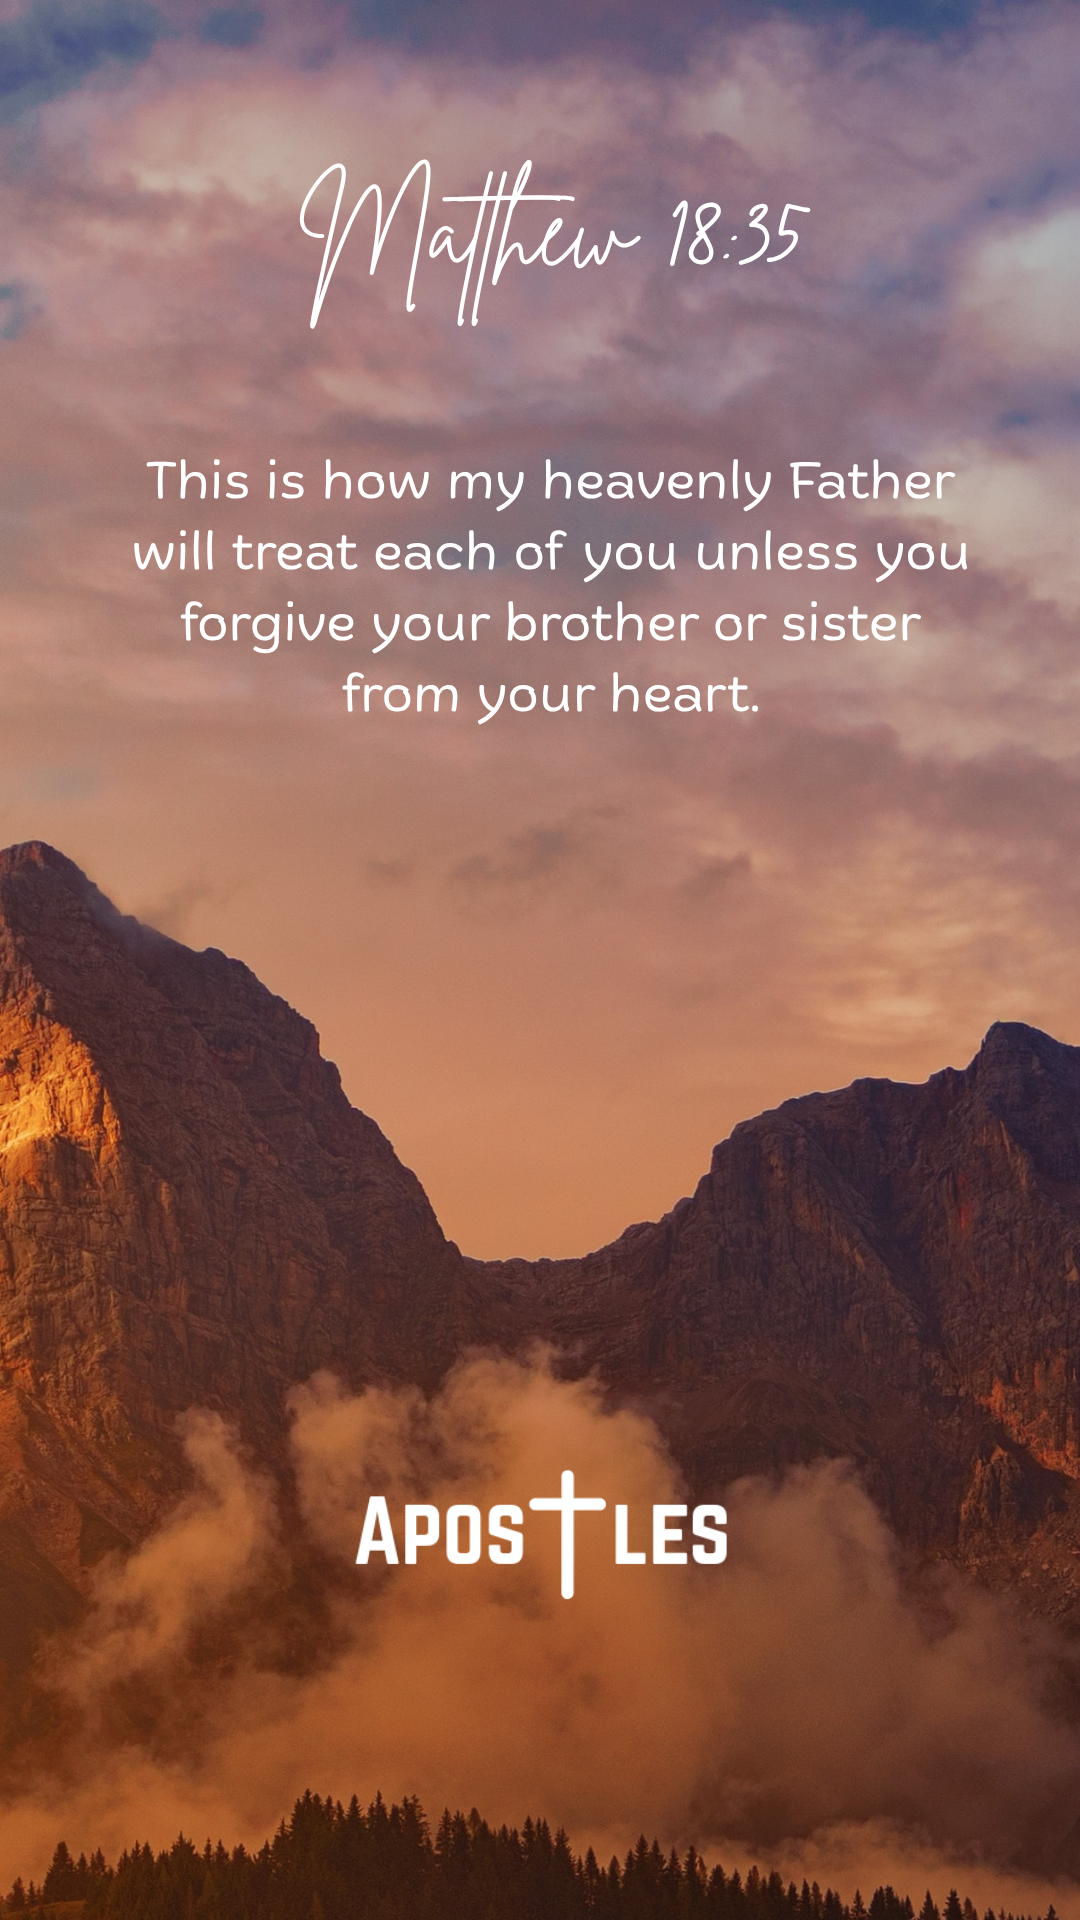 Matthew 18:35
This is how my heavenly Father
will treat each of you unless you
forgive your brother or sister
from your heart.
APOSTLES